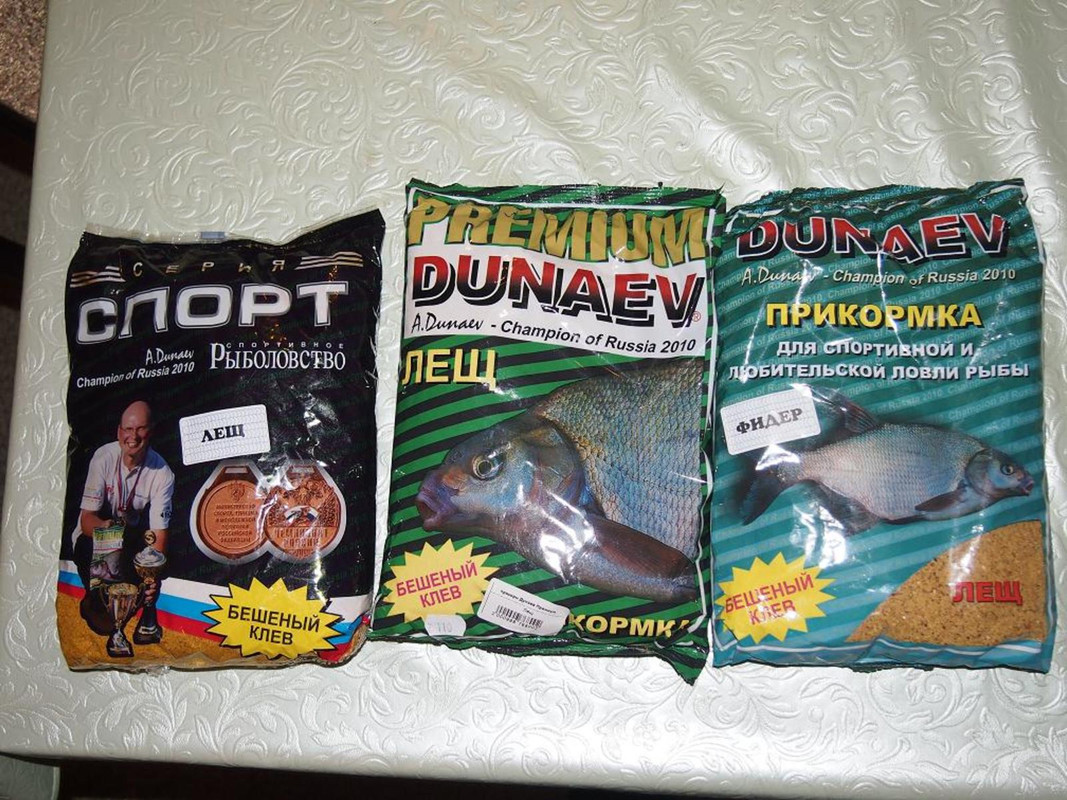 СЕРИЯ
СПОРТ
СПОРТИВНОЕ
A.Dunaev
РЫБОЛОВСТВО
Champion of Russia 2010
ЛЕЩ
БЕШЕНЫЙ
КЛЕВ
PREMIUM
DUNAEV®
A.Dunaev - Champion of Russia 2010
ЛЕЩ
БЕШЕНЫЙ
КЛЕВ
КОРМК
DUNAEV
A.Dunaev - Champion of Russia 2010
ПРИКОРМКА
ДЛЯ СПОРТИВНОЙ И
ЛЮБИТЕЛЬСКОЙ ЛОВЛИ РЫБЫ
ФИДЕР
БЕШЕНЫЙ
КЛЕВ
ЛЕЩ